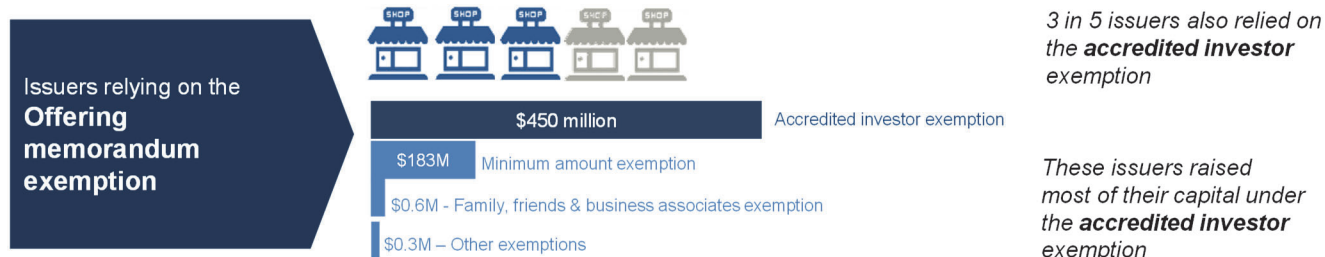 SHOP SHOP SHOP SHOP SHOP
Issuers relying on the
Offering
memorandum
exemption
$450 million
Accredited investor exemption
$183M
Minimum amount exemption
$0.6M - Family, friends & business associates exemption
$0.3M – Other exemptions
3 in 5 issuers also relied on
the accredited investor
exemption
These issuers raised
most of their capital under
the accredited investor
exemption